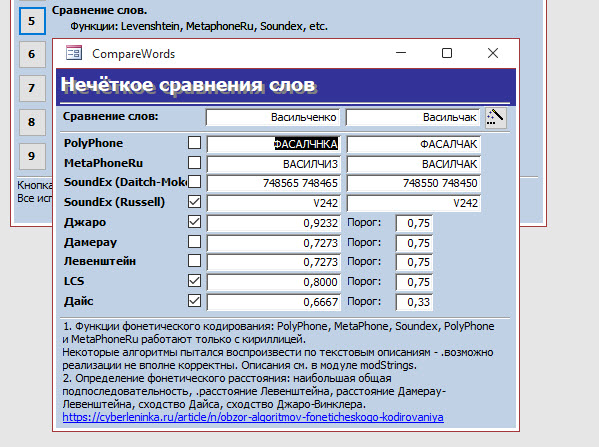 5 Сравнение слов.
Функции: Levenshtein, MetaphoneRu, Soundex, etc.
6
CompareWords
7 Нечёткое сравнения слов
Сравнение слов: Васильченко Васильчак
8
PolyPhone ФАСАЛЧНКА ФАСАЛЧАК
9 MetaPhoneRu ВАСИЛЧИЗ ВАСИЛЧАК
Кнопка SoundEx (Daitch-Mok 748565 748465 748550 748450
Все исп SoundEx (Russell) V242 V242
Джаро 0,9232 Порог: 0,75
Дамерау 0,7273 Порог: 0,75
Левенштейн 0,7273 Порог: 0,75
LCS 0,8000 Порог: 0,75
Дайс 0,6667 Порог: 0,33
1. Функции фонетического кодирования: PolyPhone, MetaPhone, Soundex, PolyPhone
и MetaPhoneRu работают только с кириллицей.
Некоторые алгоритмы пытался воспроизвести по текстовым описаниям - .возможно
реализации не вполне корректны. Описания см. в модуле modStrings.
2. Определение фонетического расстояния: наибольшая общая
подпоследовательность, .расстояние Левенштейна, расстояние Дамерау-
Левенштейна, сходство Дайса, сходство Джаро-Винклера.
https://cyberleninka.ru/article/n/obzor-algoritmov-foneticheskogo-kodirovaniya